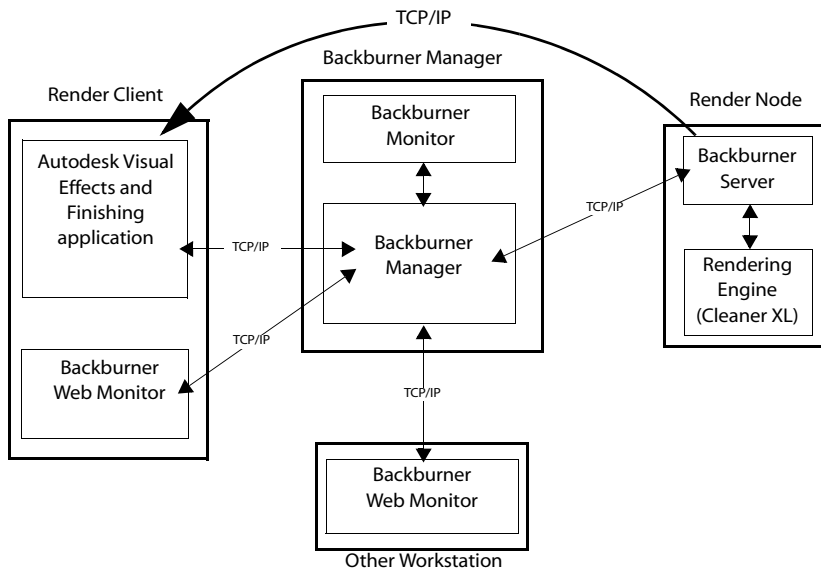 TCP/IP
Backburner Manager
Render Client
Render Node
Autodesk Visual
Effects and
Finishing
application
Backburner
Monitor
Backburner
Server
TCP/IP
TCP/IP
Backburner
Manager
Rendering
Engine
(Cleaner XL)
TCP/IP
Backburner
Web Monitor
TCP/IP
Backburner
Web Monitor
Other Workstation